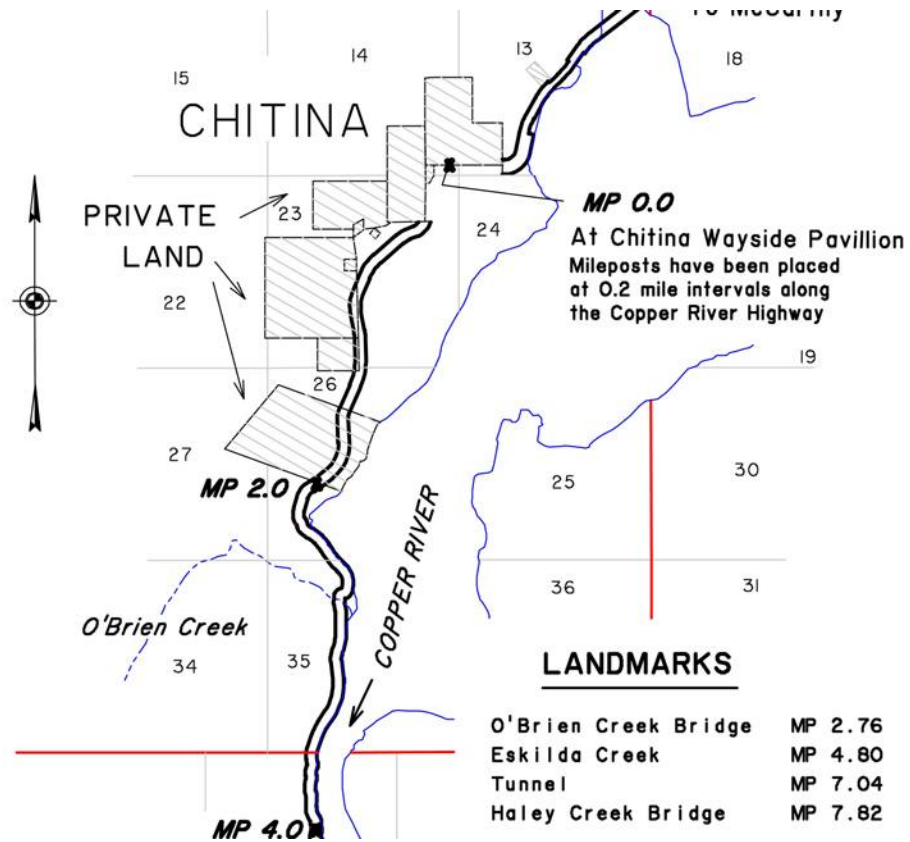 To McCarthy
13
14
18
15
CHITINA
MP 0.0
PRIVATE
LAND
23
24
At Chitina Wayside Pavillion
Mileposts have been placed
at 0.2 mile intervals along
the Copper River Highway
22
19
26
27
25
30
MP 2.0
COPPER RIVER
36
31
O'Brien Creek
34
35
LANDMARKS
O'Brien Creek Bridge MP 2.76
Eskilda Creek MP 4.80
Tunnel MP 7.04
Haley Creek Bridge MP 7.82
MP 4.0